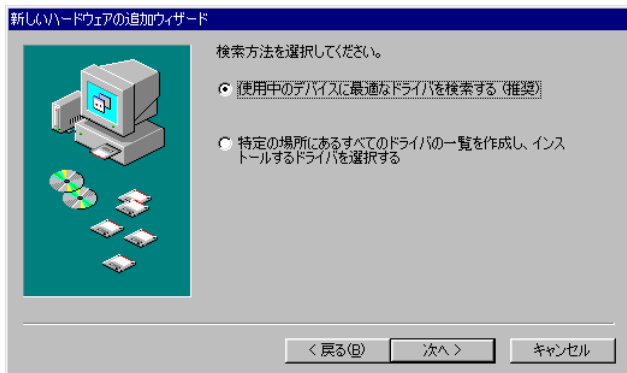 新しいハードウェアの追加ウィザード
検索方法を選択してください。
使用中のデバイスに最適なドライバを検索する (推奨)
特定の場所にあるすべてのドライバの一覧を作成し、インス
トールするドライバを選択する
< 戻る(B)
次へ >
キャンセル